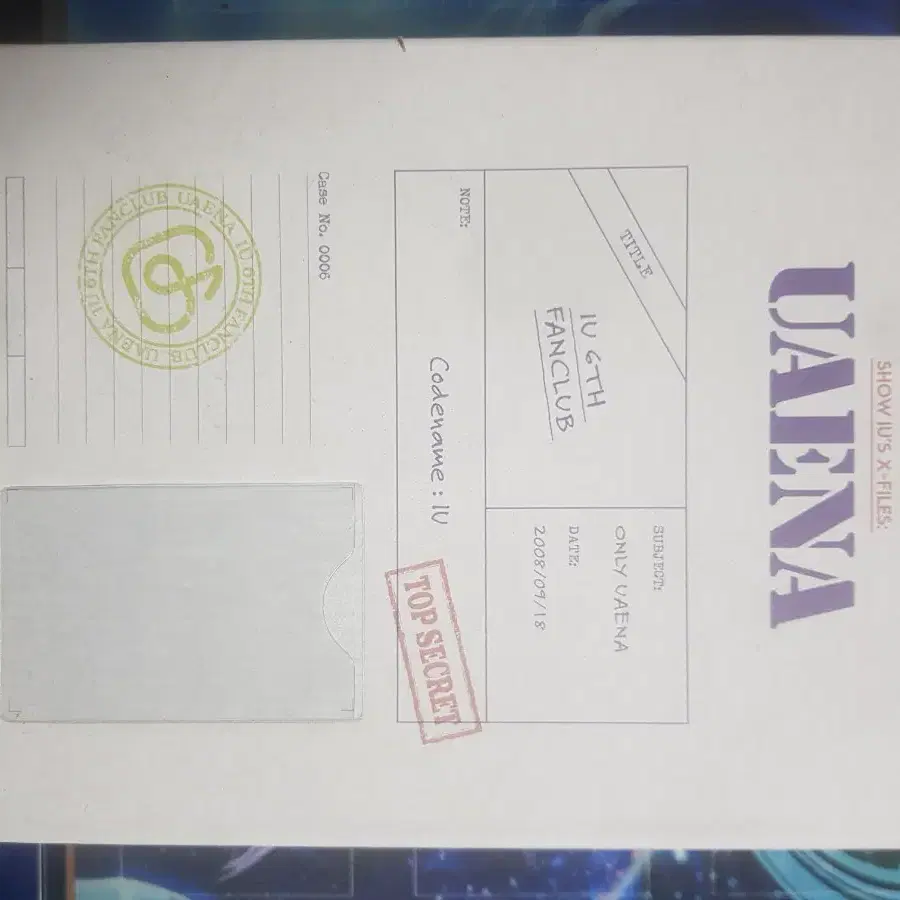 SHOW IU'S X-FILES:
UAENA
TITLE
IU 6TH
FANCLUB
SUBJECT:
ONLY UAENA
DATE:
2008/09/18
NOTE:
Codename : IU
TOP SECRET
Case No. 0006
UAENA IU 6TH FANCLUB UAENA IU 6TH FANCLUB